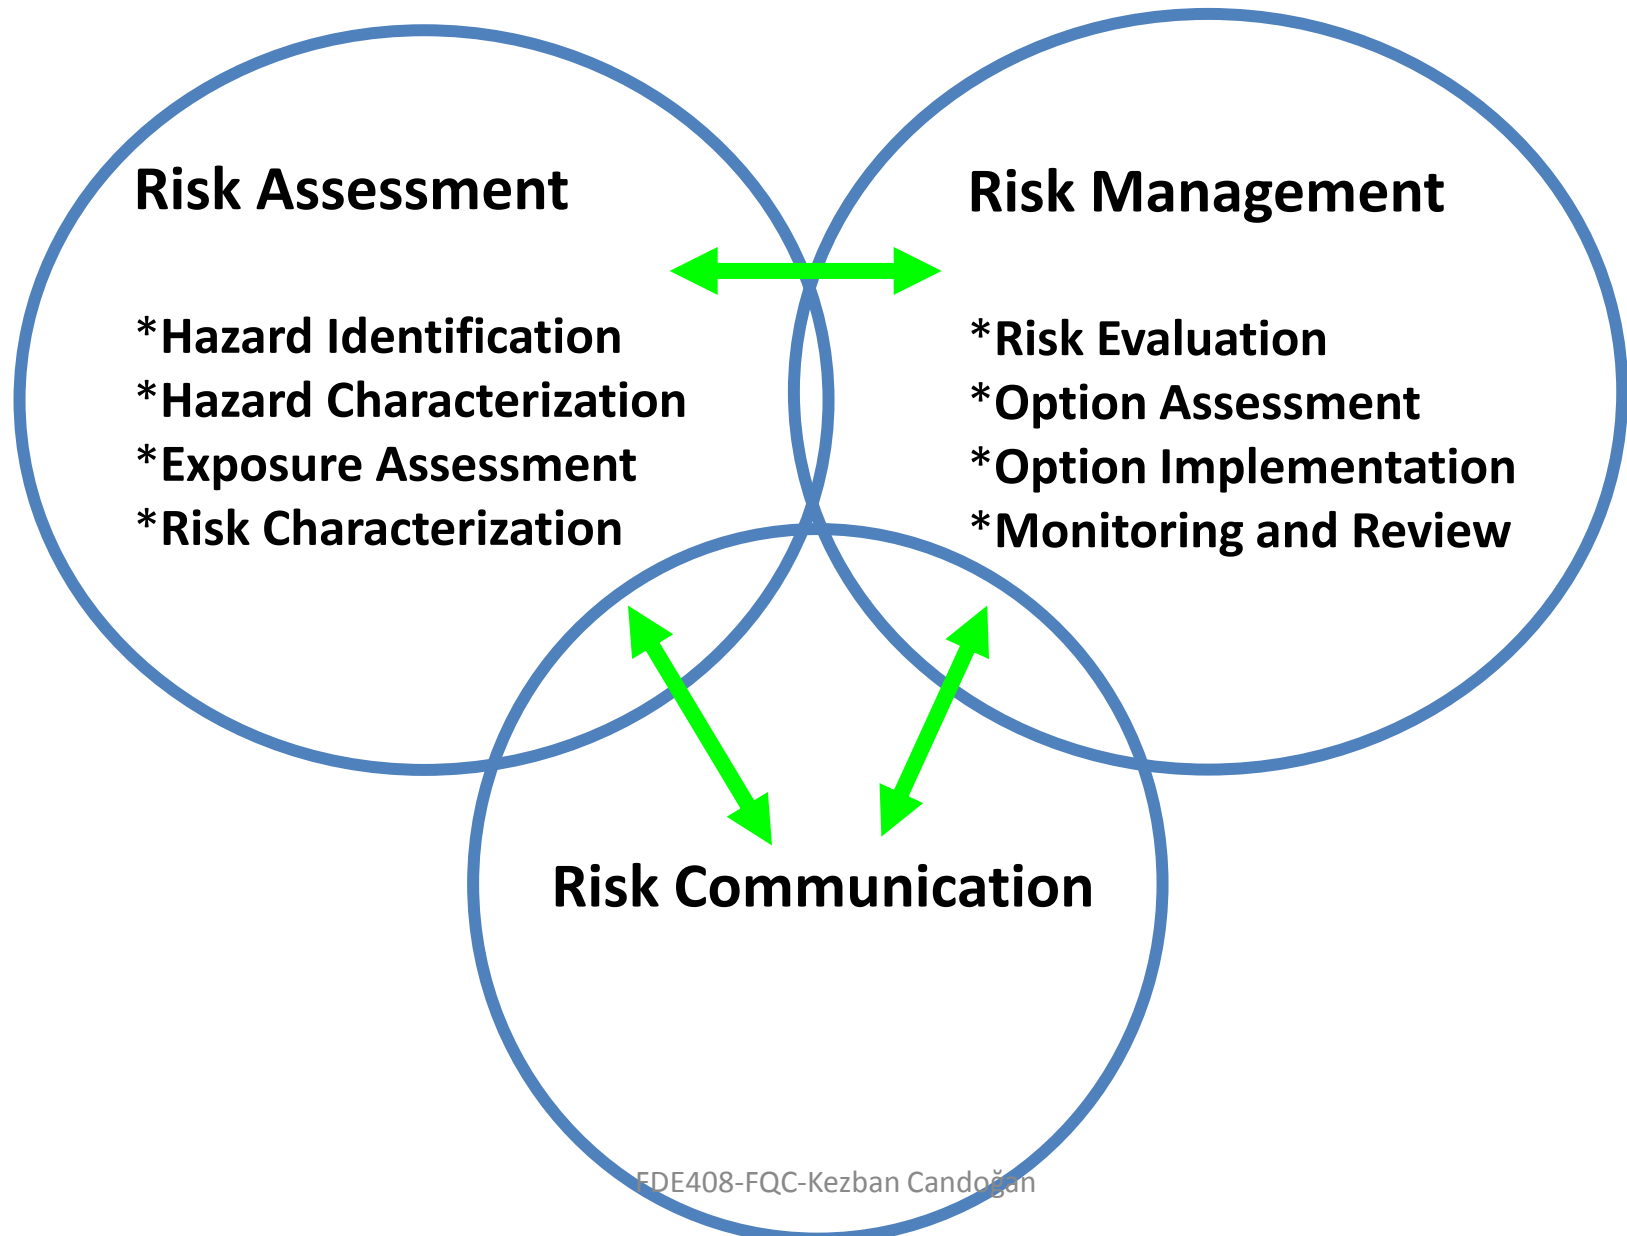 Risk Assessment
*Hazard Identification
*Hazard Characterization
*Exposure Assessment
*Risk Characterization
Risk Management
*Risk Evaluation
*Option Assessment
*Option Implementation
*Monitoring and Review
Risk Communication
FDE408-FQC-Kezban Candoğan